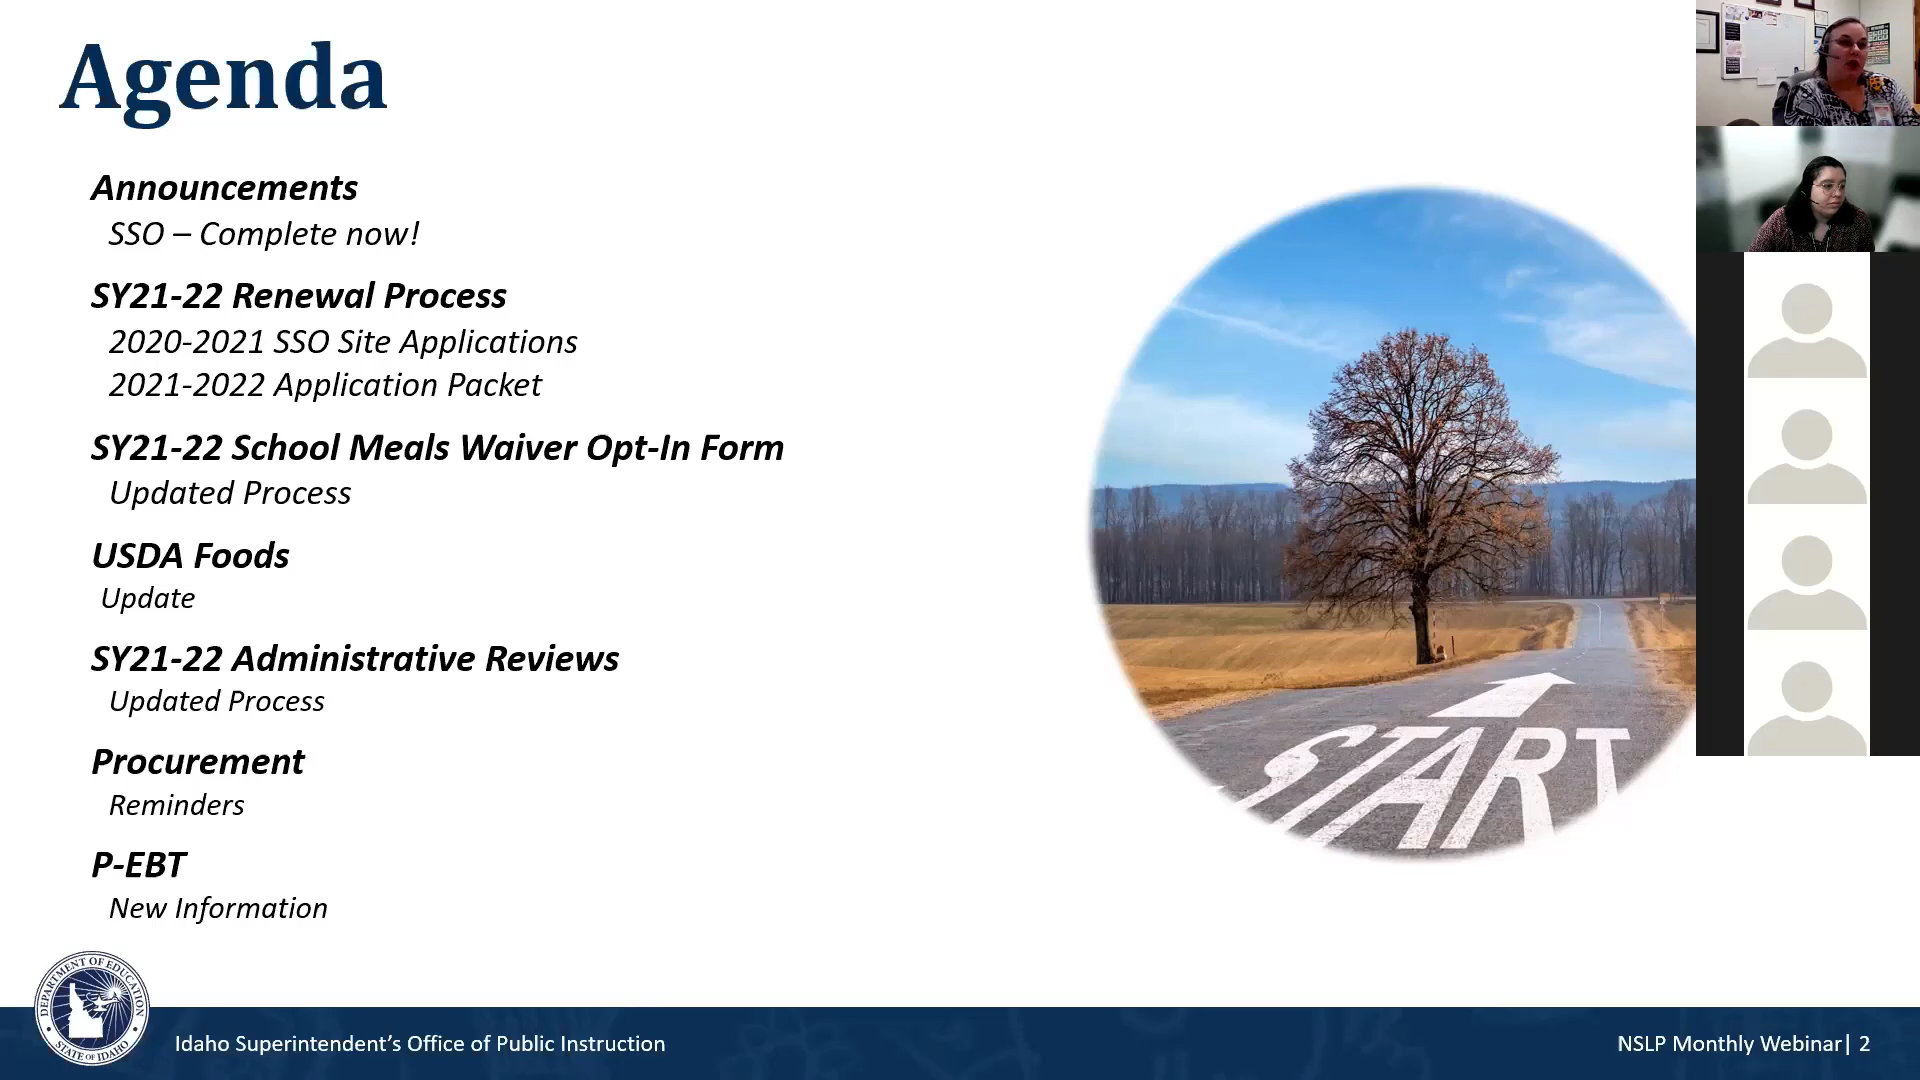 Agenda
Announcements
SSO – Complete now!
SY21-22 Renewal Process
2020-2021 SSO Site Applications
2021-2022 Application Packet
SY21-22 School Meals Waiver Opt-In Form
Updated Process
USDA Foods
Update
SY21-22 Administrative Reviews
Updated Process
Procurement
Reminders
P-EBT
New Information
START
DEPARTMENT OF EDUCATION
STATE OF IDAHO
Idaho Superintendent’s Office of Public Instruction
NSLP Monthly Webinar| 2